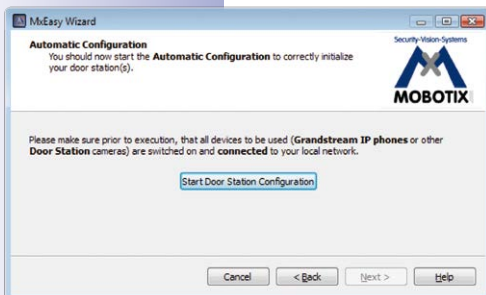 MxEasy Wizard
Automatic Configuration
You should now start the Automatic Configuration to correctly initialize
your door station(s).
Security-Vision-Systems
MOBOTIX
Please make sure prior to execution, that all devices to be used (Grandstream IP phones or other
Door Station cameras) are switched on and connected to your local network.
Start Door Station Configuration
Cancel
< Back
Next >
Help